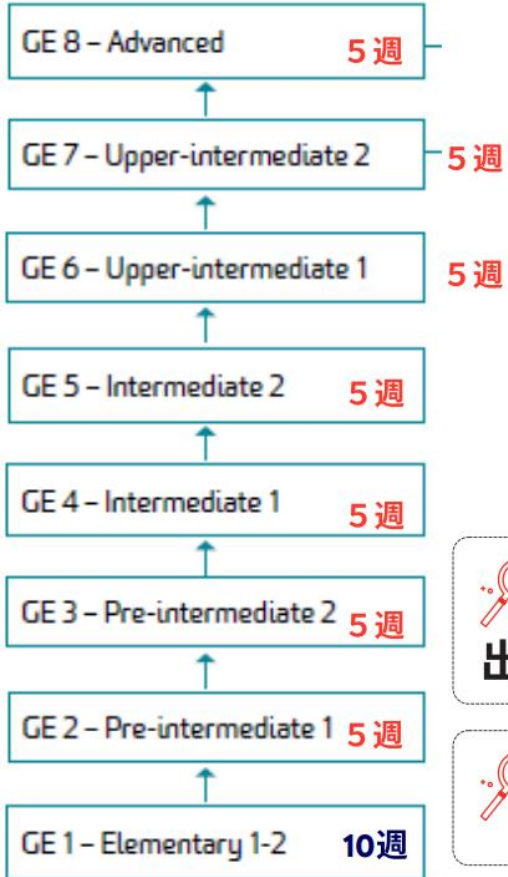 GE 8 – Advanced 5週
GE 7 – Upper-intermediate 2 5週
GE 6 – Upper-intermediate 1 5週
GE 5 – Intermediate 2 5週
GE 4 – Intermediate 1 5週
GE 3 – Pre-intermediate 2 5週
GE 2 – Pre-intermediate 1 5週
出
GE 1 – Elementary 1-2 10週